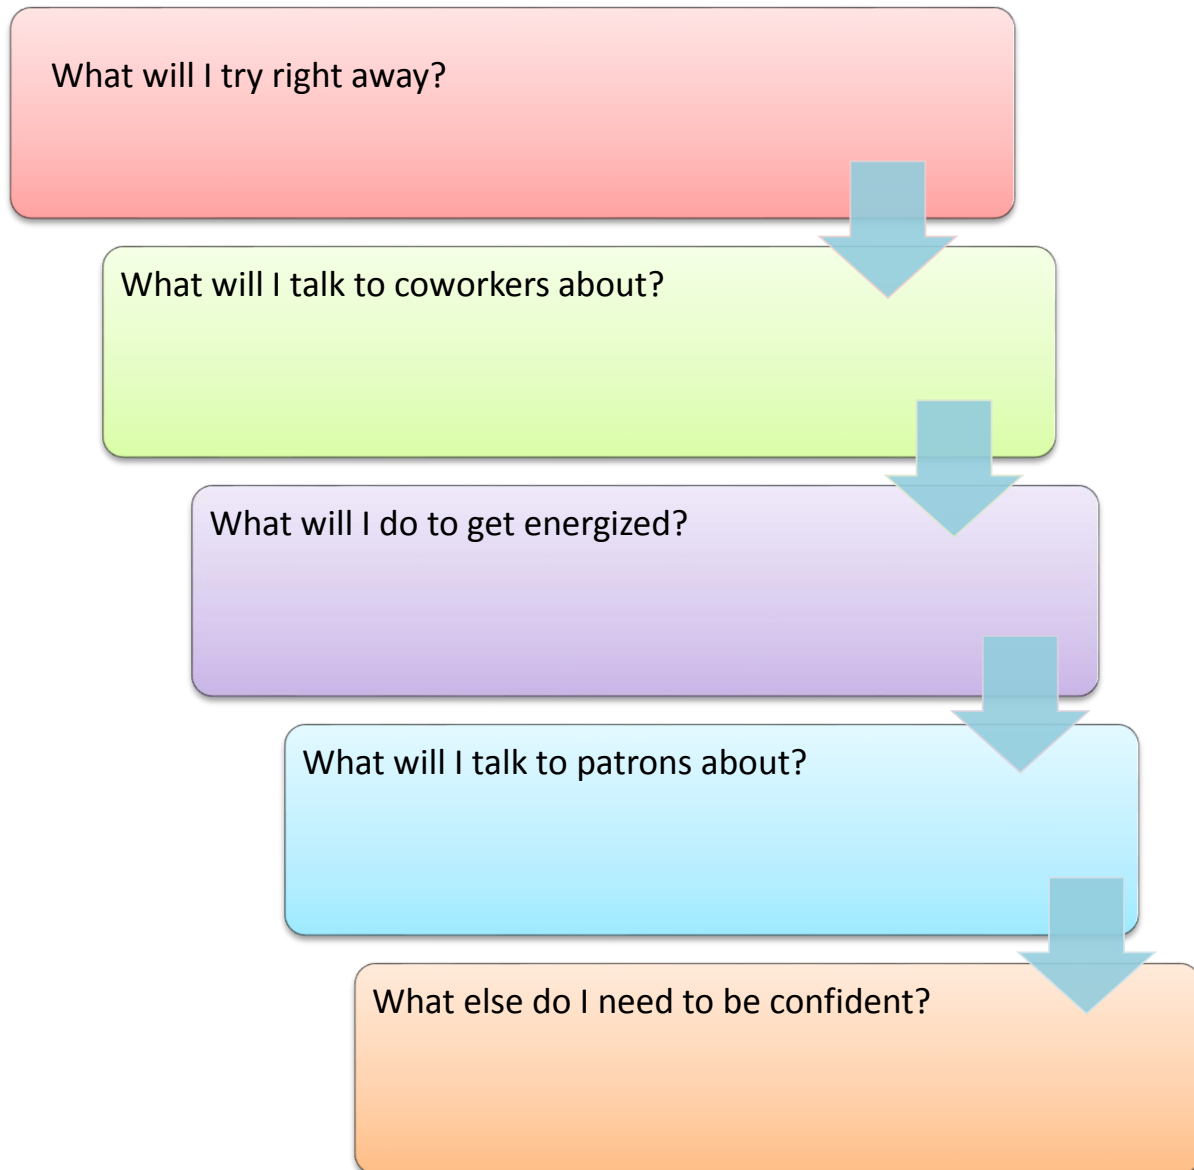 What will I try right away?
What will I talk to coworkers about?
What will I do to get energized?
What will I talk to patrons about?
What else do I need to be confident?